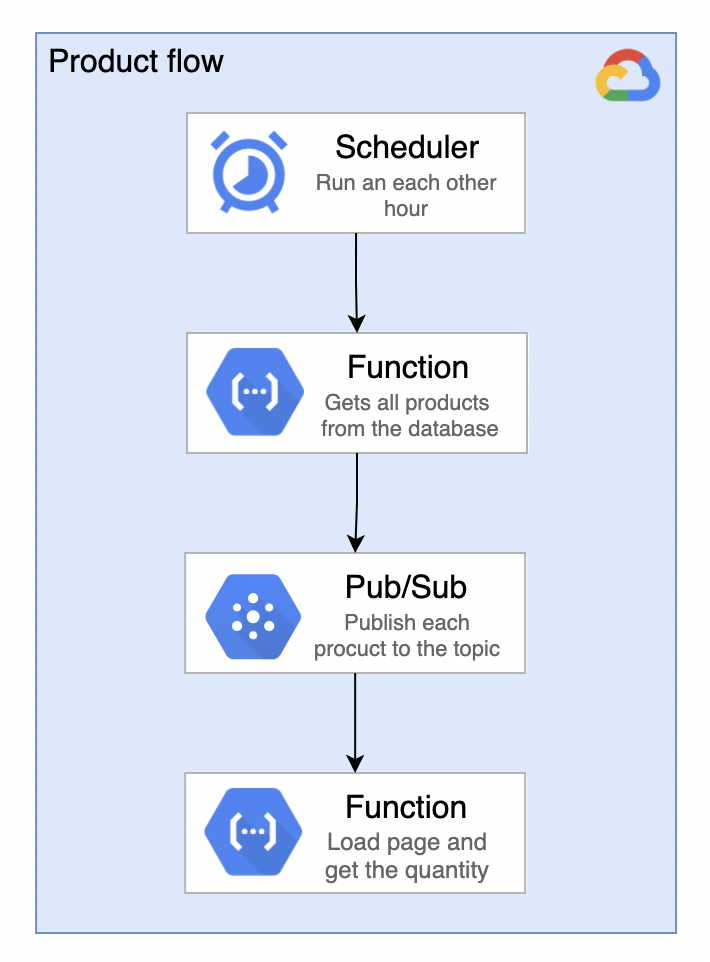 Product flow
Scheduler
Run an each other
hour
Function
Gets all products
from the database
Pub/Sub
Publish each
procuct to the topic
Function
Load page and
get the quantity